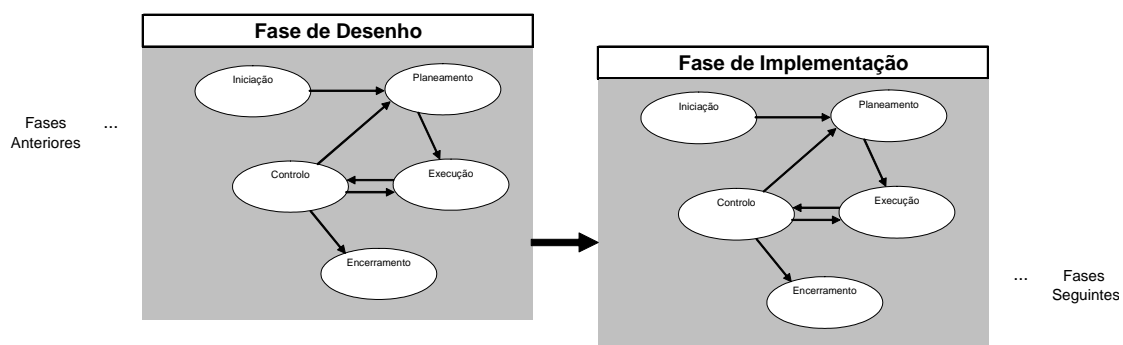 Fase de Desenho
Iniciação
Planeamento
Controlo
Execução
Encerramento
Fases
Anteriores
...
Fase de Implementação
Iniciação
Planeamento
Controlo
Execução
Encerramento
...
Fases
Seguintes